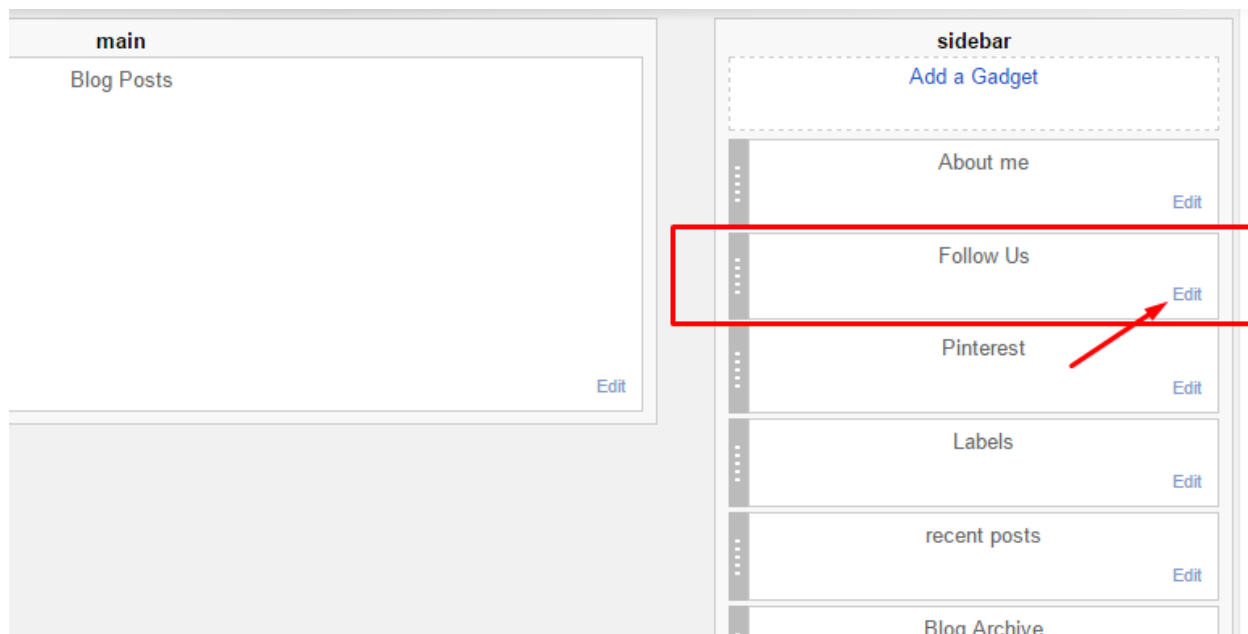 main
Blog Posts
Edit
sidebar
Add a Gadget
About me
Edit
Follow Us
Edit
Pinterest
Edit
Labels
Edit
recent posts
Edit
Blog Archive